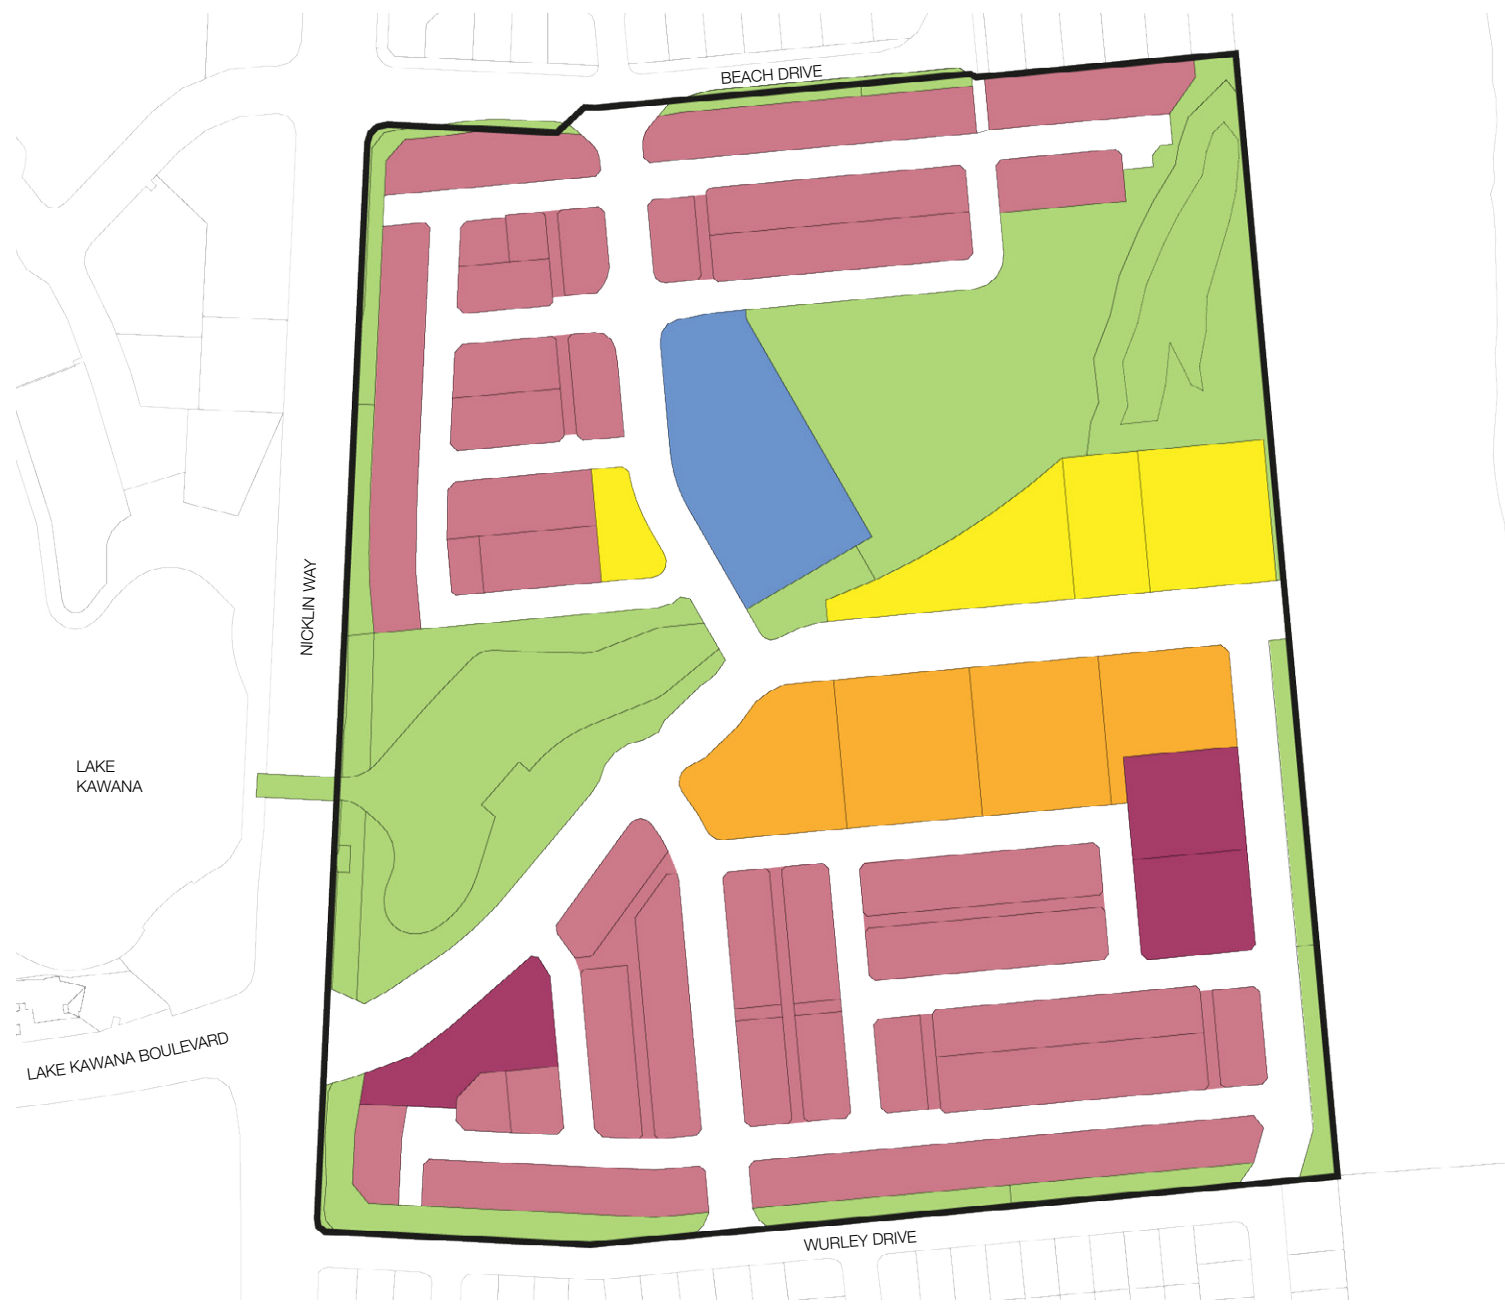 BEACH DRIVE
NICKLIN WAY
LAKE
KAWANA
LAKE KAWANA BOULEVARD
WURLEY DRIVE